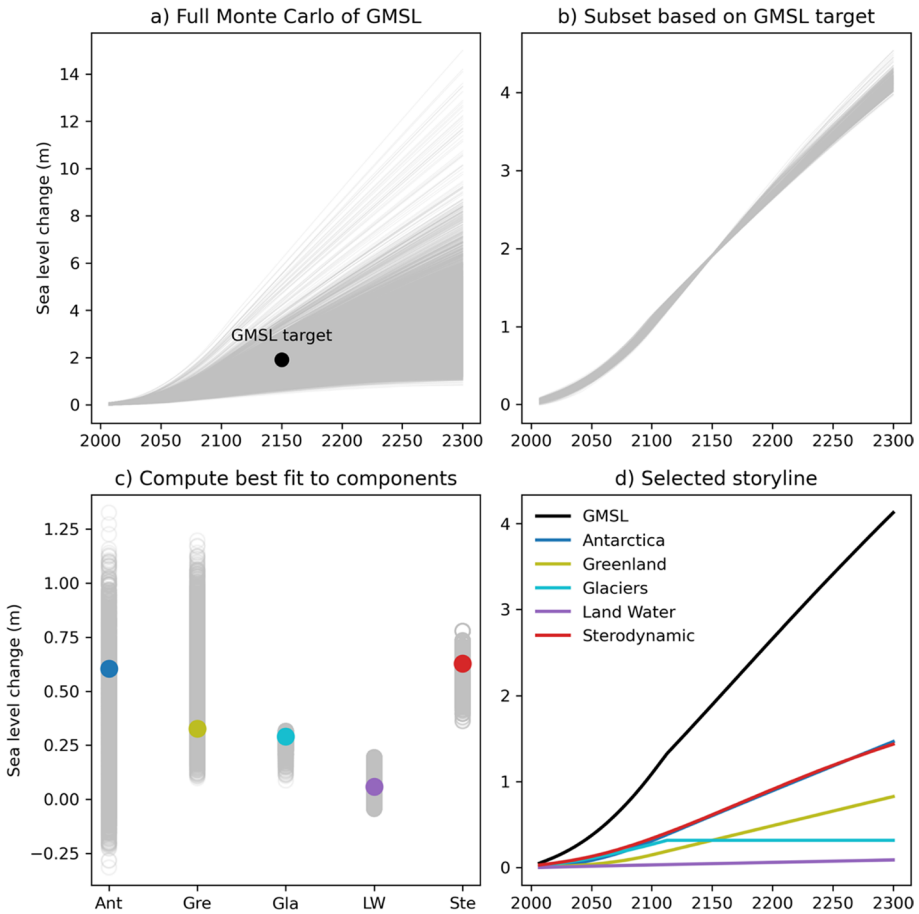 a) Full Monte Carlo of GMSL
b) Subset based on GMSL target
Sea level change (m)
14
12
10
8
6
4
2
0
GMSL target
2000 2050 2100 2150 2200 2250 2300
4
3
2
1
0
2000 2050 2100 2150 2200 2250 2300
c) Compute best fit to components
d) Selected storyline
Sea level change (m)
1.25
1.00
0.75
0.50
0.25
0.00
−0.25
Ant Gre Gla LW Ste
4
3
2
1
0
GMSL
Antarctica
Greenland
Glaciers
Land Water
Sterodynamic
2000 2050 2100 2150 2200 2250 2300